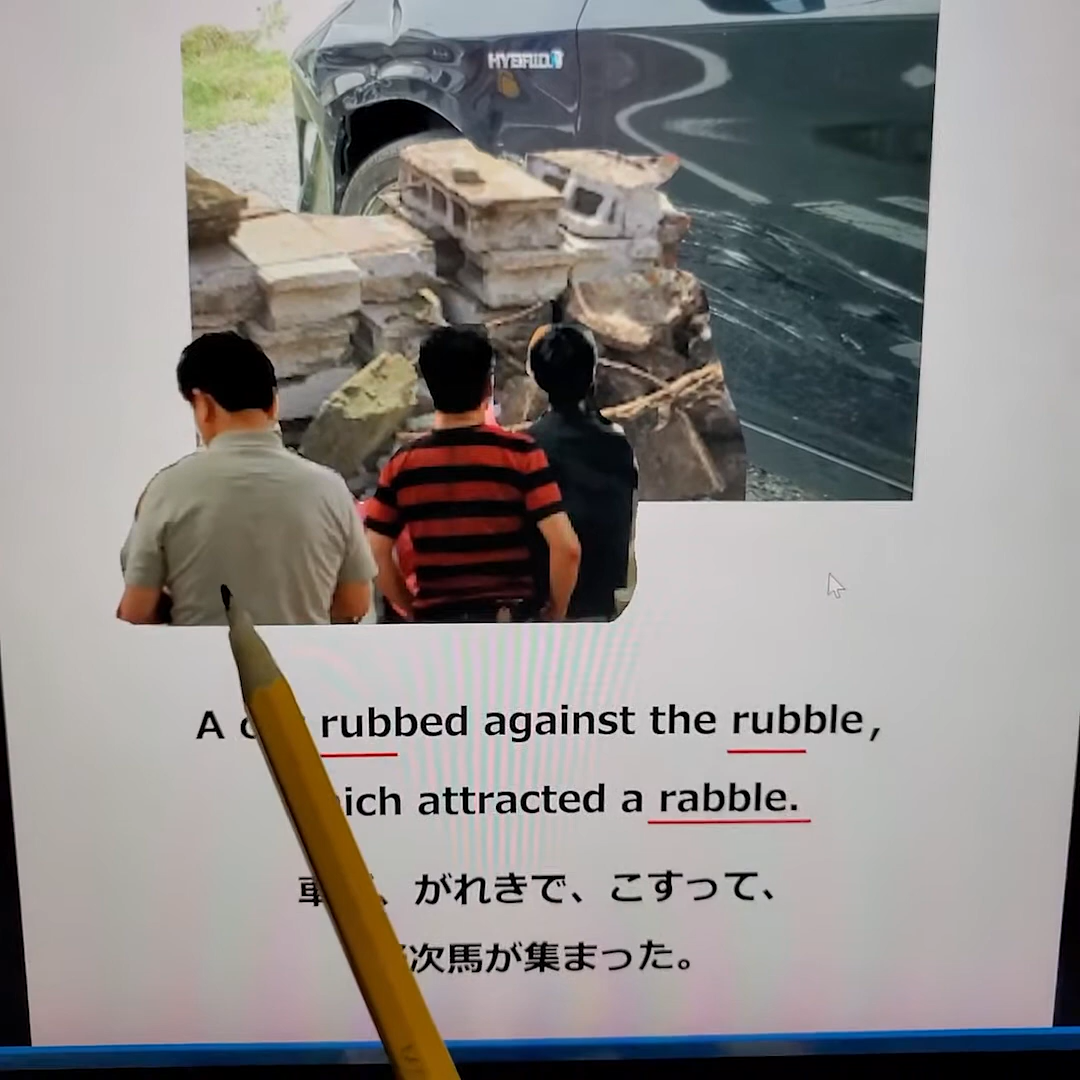 HYBRID
A rubbed against the rubble,
attracted a rabble.
、がれきで、こすって、
次馬が集まった。